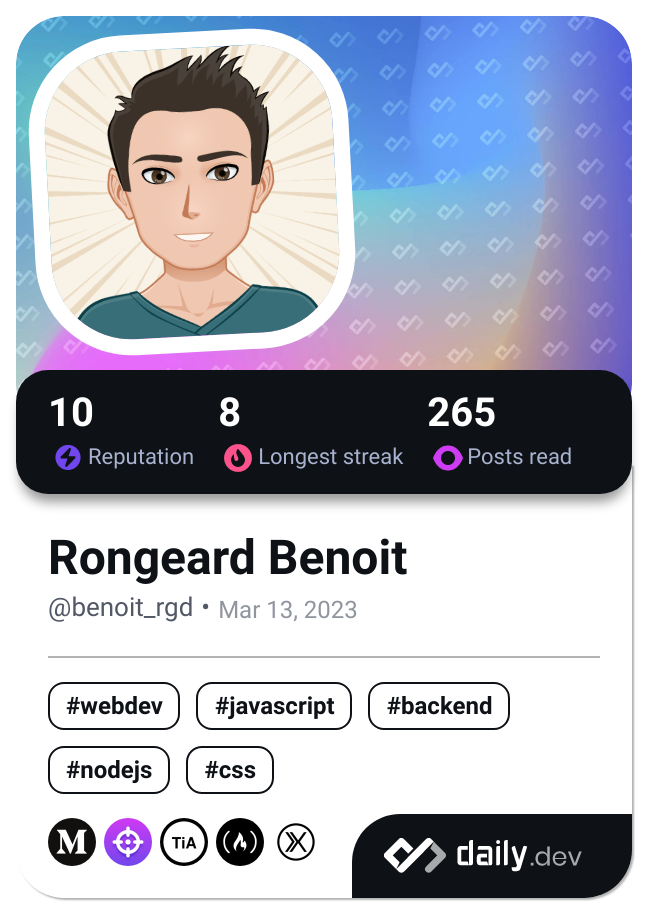 10 8 265
Reputation Longest streak Posts read
Rongeard Benoit
@benoit_rgd • Mar 13, 2023
#webdev #javascript #backend
#nodejs #css
M TiA daily.dev